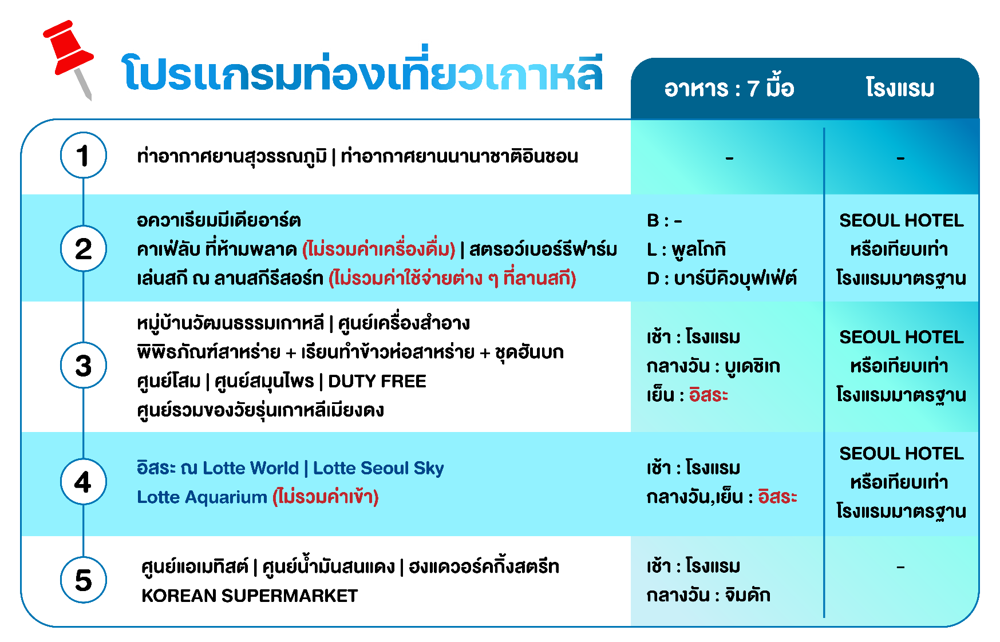 โปรแกรมท่องเที่ยวเกาหลี
อาหาร : 7 มื้อ
โรงแรม
1
ท่าอากาศยานสุวรรณภูมิ | ท่าอากาศยานนานาชาติอินชอน
-
-
2
อควาเรียมมีเดียอาร์ต
คาเฟ่ลับ ที่ห้ามพลาด (ไม่รวมค่าเครื่องดื่ม) | สตรอว์เบอร์รีฟาร์ม
เล่นสกี ณ ลานสกีรีสอร์ท (ไม่รวมค่าใช้จ่ายต่าง ๆ ที่ลานสกี)
B : -
L : พูลโกกิ
D : บาร์บีคิวบุฟเฟ่ต์
SEOUL HOTEL
หรือเทียบเท่า
โรงแรมมาตรฐาน
3
หมู่บ้านวัฒนธรรมเกาหลี | ศูนย์เครื่องสำอาง
พิพิธภัณฑ์สาหร่าย + เรียนทำข้าวห่อสาหร่าย + ชุดฮันบก
ศูนย์โสม | ศูนย์สมุนไพร | DUTY FREE
ศูนย์รวมของวัยรุ่นเกาหลีเมียงดง
เช้า : โรงแรม
กลางวัน : บูเดชิเก
เย็น : อิสระ
SEOUL HOTEL
หรือเทียบเท่า
โรงแรมมาตรฐาน
4
อิสระ ณ Lotte World | Lotte Seoul Sky
Lotte Aquarium (ไม่รวมค่าเข้า)
เช้า : โรงแรม
กลางวัน,เย็น : อิสระ
SEOUL HOTEL
หรือเทียบเท่า
โรงแรมมาตรฐาน
5
ศูนย์แอเมทิสต์ | ศูนย์น้ำมันสนแดง | ฮงแดวอร์คกิ้งสตรีท
KOREAN SUPERMARKET
เช้า : โรงแรม
กลางวัน : จิมดัก
-